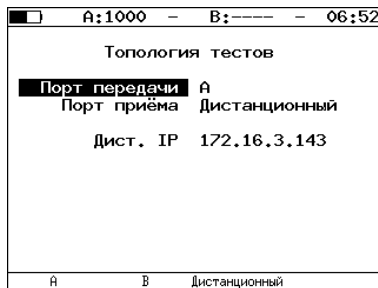 A:1000 – B:---- – 06:52
Топология тестов
Порт передачи A
Порт приёма Дистанционный
Дист. IP 172.16.3.143
A B Дистанционный